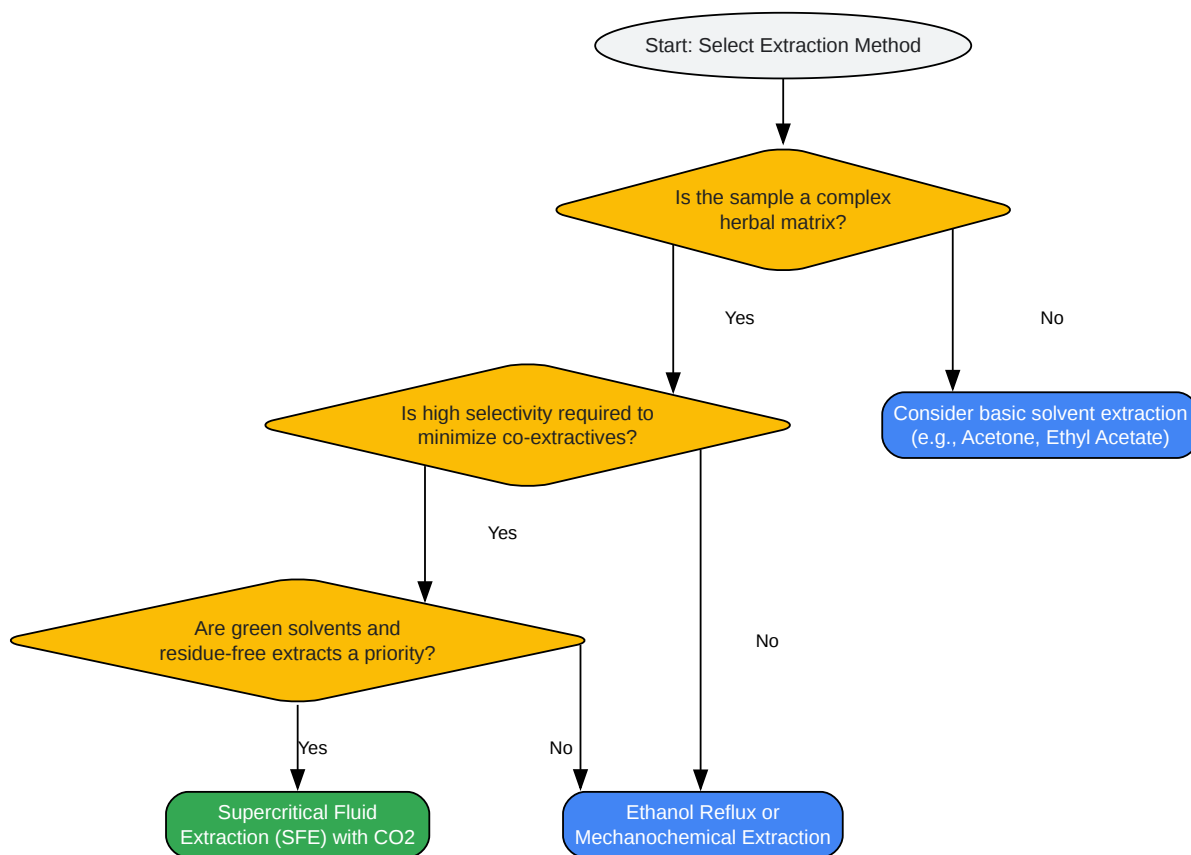 Start: Select Extraction Method
Is the sample a complex
herbal matrix?
Yes
No
Is high selectivity required to
minimize co-extractives?
Consider basic solvent extraction
(e.g., Acetone, Ethyl Acetate)
Yes
No
Are green solvents and
residue-free extracts a priority?
Yes
No
Supercritical Fluid
Extraction (SFE) with CO2
Ethanol Reflux or
Mechanochemical Extraction